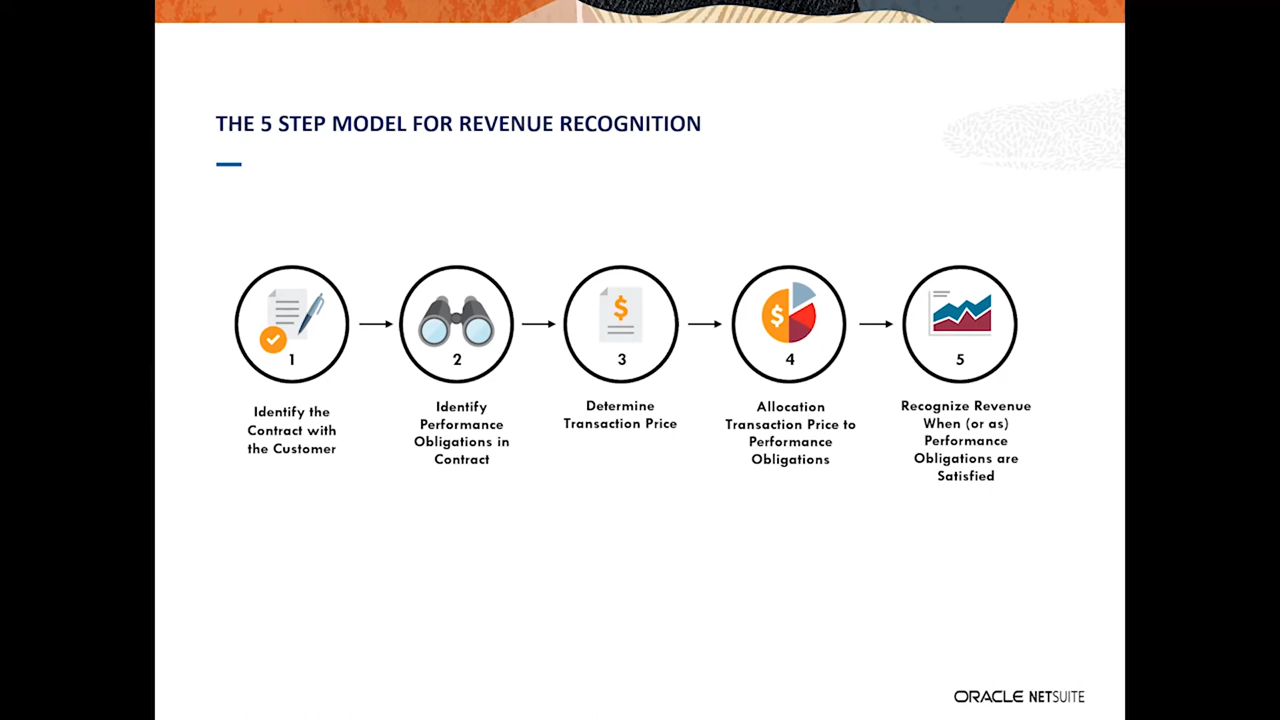 THE 5 STEP MODEL FOR REVENUE RECOGNITION
1
Identify the
Contract with
the Customer
2
Identify
Performance
Obligations in
Contract
$
3
Determine
Transaction Price
$
4
Allocation
Transaction Price to
Performance
Obligations
5
Recognize Revenue
When (or as)
Performance
Obligations are
Satisfied
ORACLE NETSUITE